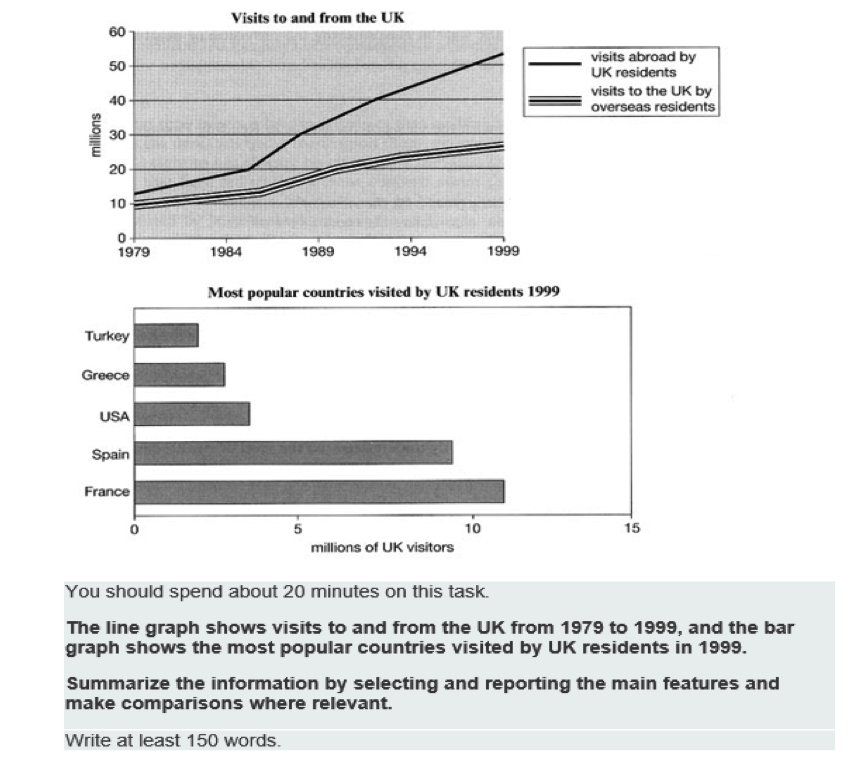 Visits to and from the UK
60
50
40
30
20
10
0
millions
1979 1984 1989 1994 1999
visits abroad by
UK residents
visits to the UK by
overseas residents
Most popular countries visited by UK residents 1999
Turkey
Greece
USA
Spain
France
0 5 10 15
millions of UK visitors
You should spend about 20 minutes on this task.
The line graph shows visits to and from the UK from 1979 to 1999, and the bar
graph shows the most popular countries visited by UK residents in 1999.
Summarize the information by selecting and reporting the main features and
make comparisons where relevant.
Write at least 150 words.